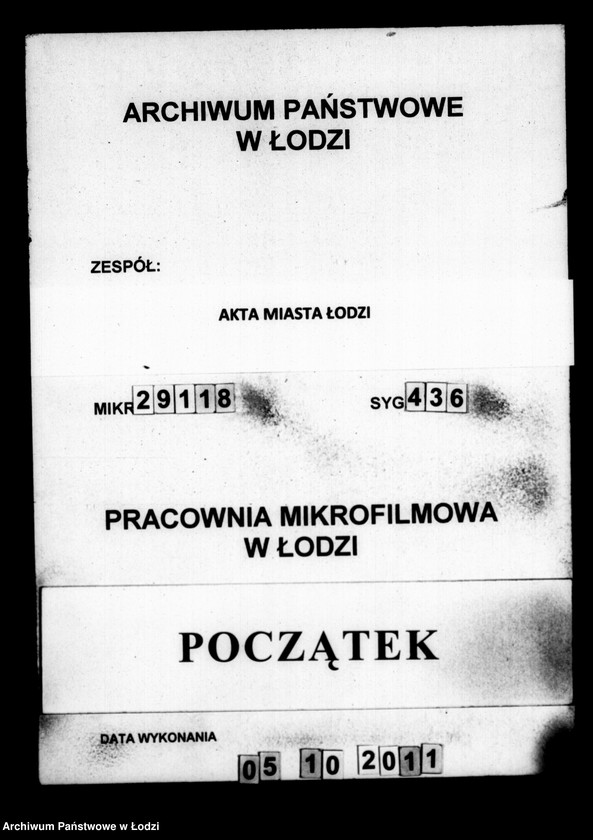 ARCHIWUM PAŃSTWOWE
W ŁODZI
ZESPÓŁ:
AKTA MIASTA ŁODZI
MIKR 29118 SYG 436
PRACOWNIA MIKROFILMOWA
W ŁODZI
POCZĄTEK
DATA WYKONANIA
05 10 2011
Archiwum Państwowe w Łodzi